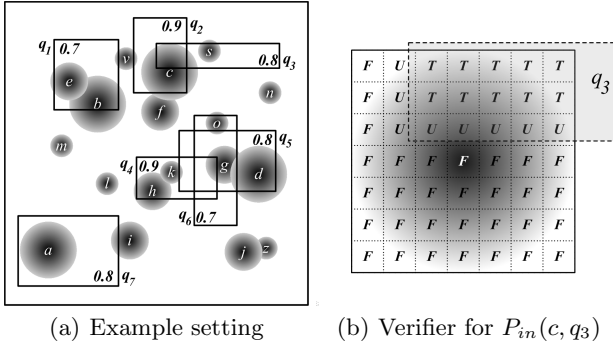 0.9 q2
q1 0.7 v s
c 0.8 q3
e
b f n
o
m 0.8 q5
q4 0.9 k g d
l h
q6 0.7
a i j z
0.8 q7
F U T T T T T
q3
F U T T T T T
F U U U U U U
F F F F F F F
F F F F F F F
F F F F F F F
F F F F F F F
(a) Example setting
(b) Verifier for P_in(c, q3)